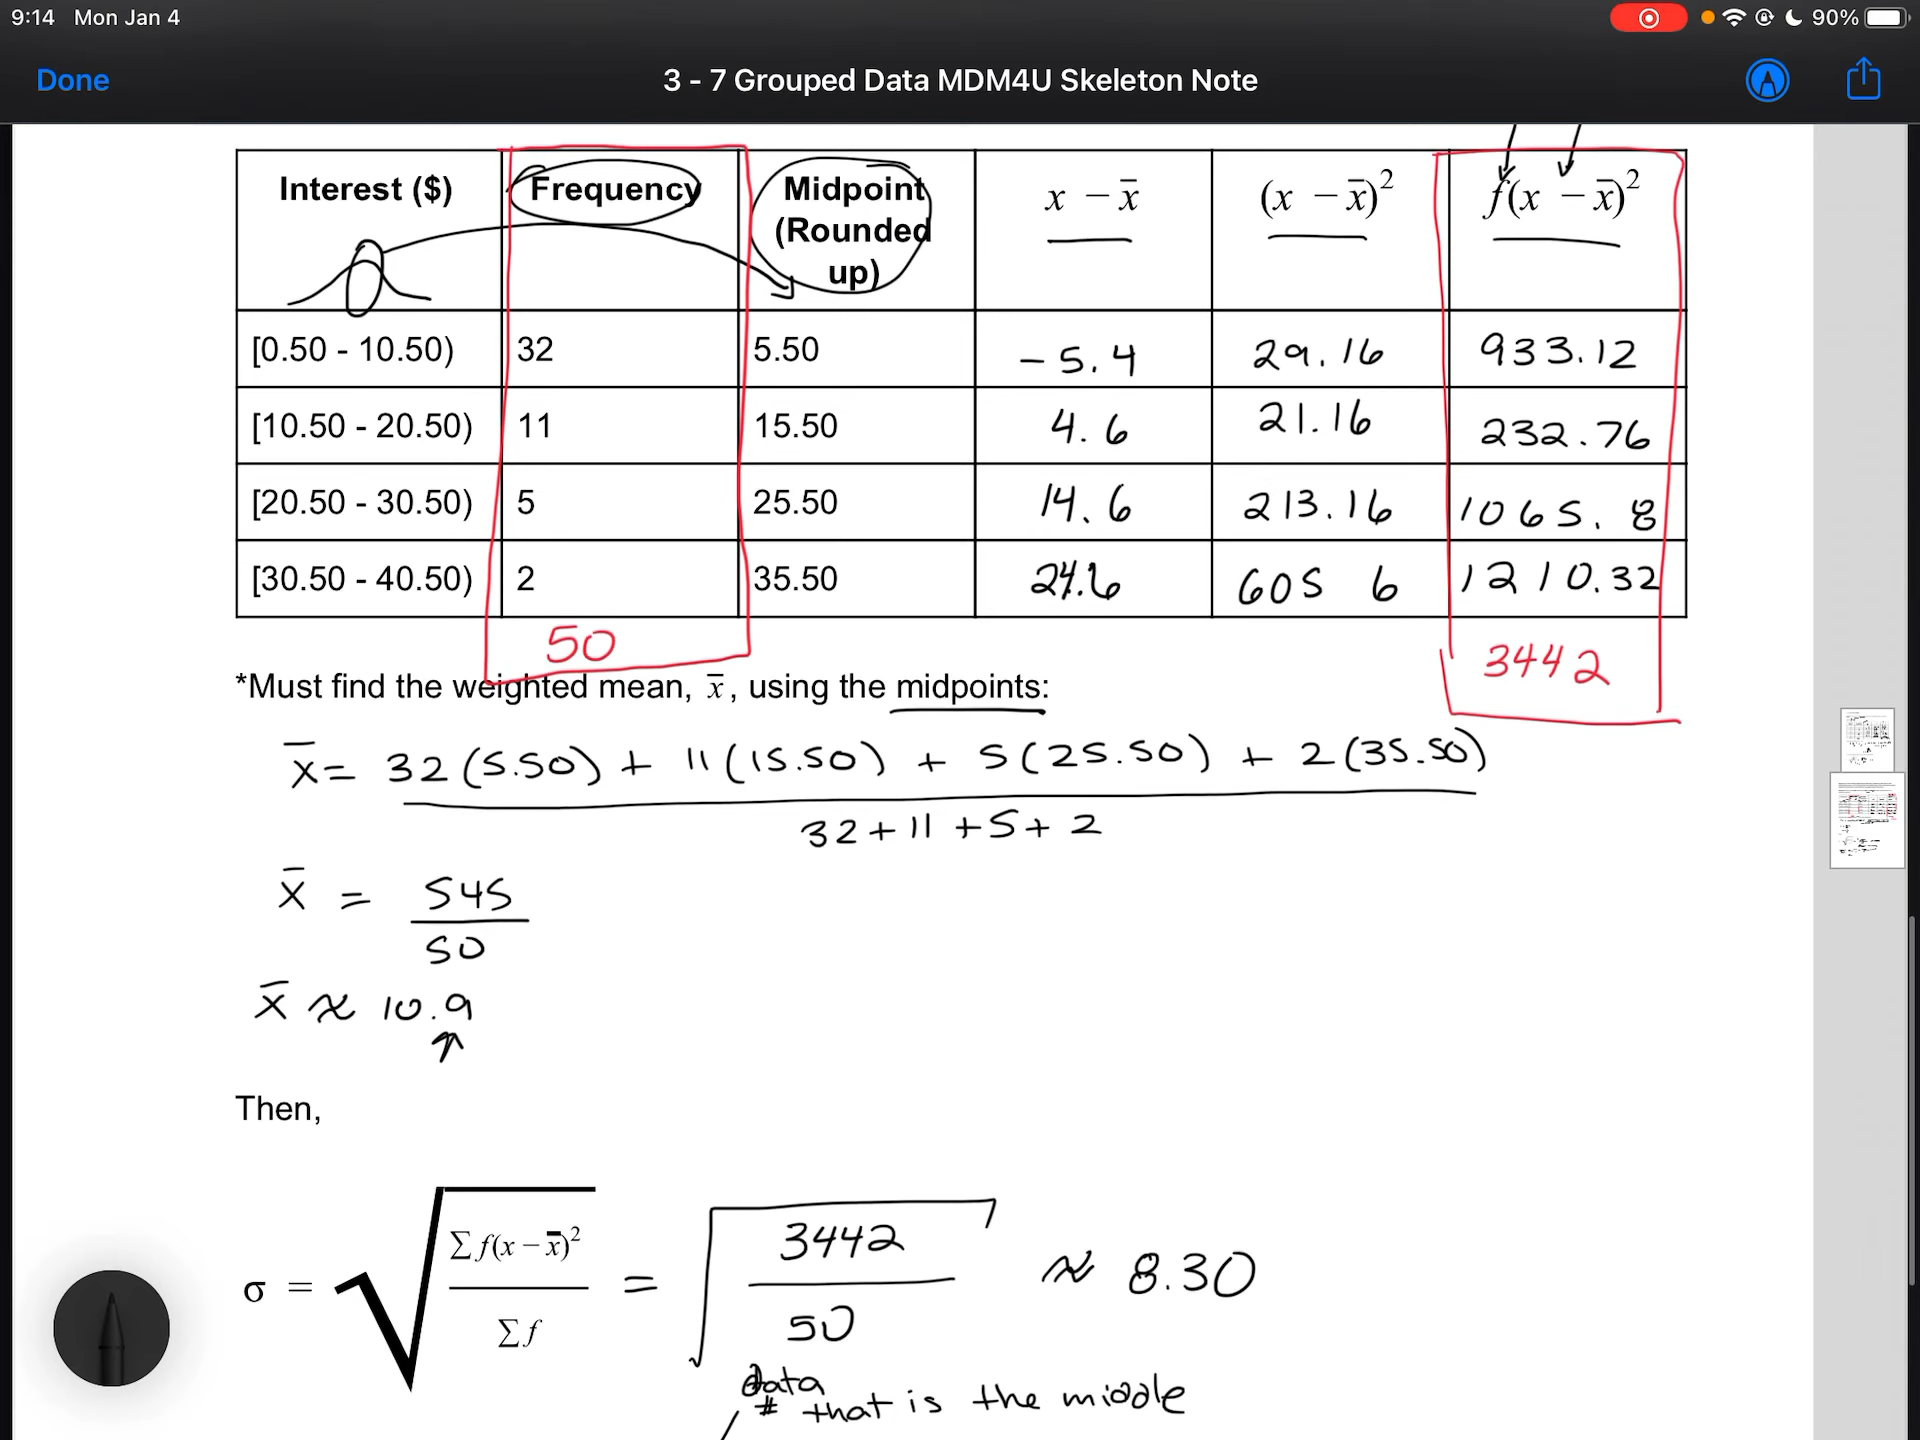 9:14 Mon Jan 4
90%
Done
3 - 7 Grouped Data MDM4U Skeleton Note
Interest ($) Frequency Midpoint (Rounded up) x − x̄ (x − x̄)² f(x − x̄)²
[0.50 - 10.50) 32 5.50 −5.4 29.16 933.12
[10.50 - 20.50) 11 15.50 4.6 21.16 232.76
[20.50 - 30.50) 5 25.50 14.6 213.16 1065.8
[30.50 - 40.50) 2 35.50 24.6 605 6 1210.32
50 3442
*Must find the weighted mean, x̄, using the midpoints:
x̄ = 32(5.50) + 11(15.50) + 5(25.50) + 2(35.50)
32 + 11 + 5 + 2
x̄ = 545
50
x̄ ≈ 10.9
Then,
σ = √ Σf(x − x̄)² / Σf = √ 3442 / 50 ≈ 8.30
data
# that is the middle